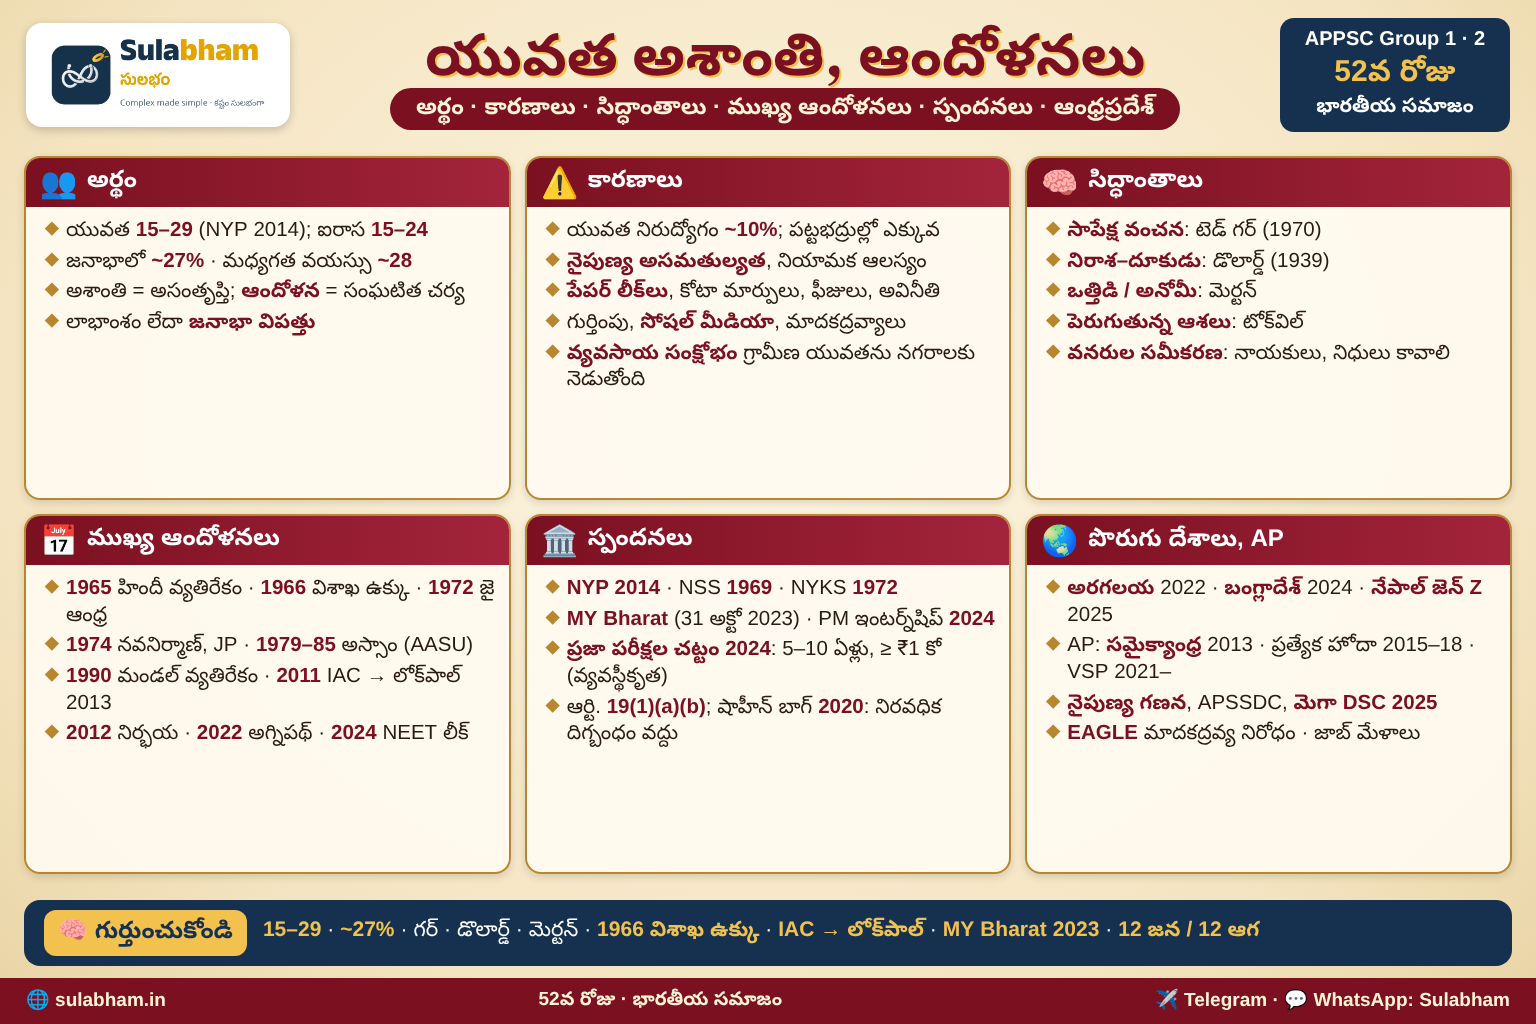 Sulabham
సులభం
Complex made simple · కష్టం సులభంగా
యువత అశాంతి, ఆందోళనలు
అర్థం · కారణాలు · సిద్ధాంతాలు · ముఖ్య ఆందోళనలు · స్పందనలు · ఆంధ్రప్రదేశ్
APPSC Group 1 · 2
52వ రోజు
భారతీయ సమాజం
అర్థం
యువత 15–29 (NYP 2014); ఐరాస 15–24
జనాభాలో ~27% · మధ్యగత వయస్సు ~28
అశాంతి = అసంతృప్తి; ఆందోళన = సంఘటిత చర్య
లాభాంశం లేదా జనాభా విపత్తు
కారణాలు
యువత నిరుద్యోగం ~10%; పట్టభద్రుల్లో ఎక్కువ
నైపుణ్య అసమతుల్యత, నియామక ఆలస్యం
పేపర్ లీక్‌లు, కోటా మార్పులు, ఫీజులు, అవినీతి
గుర్తింపు, సోషల్ మీడియా, మాదకద్రవ్యాలు
వ్యవసాయ సంక్షోభం గ్రామీణ యువతను నగరాలకు
నెడుతోంది
సిద్ధాంతాలు
సాపేక్ష వంచన: టెడ్ గర్ (1970)
నిరాశ–దూకుడు: డొలార్డ్ (1939)
ఒత్తిడి / అనోమీ: మెర్టన్
పెరుగుతున్న ఆశలు: టోక్‌విల్
వనరుల సమీకరణ: నాయకులు, నిధులు కావాలి
July
17
ముఖ్య ఆందోళనలు
1965 హిందీ వ్యతిరేకం · 1966 విశాఖ ఉక్కు · 1972 జై
ఆంధ్ర
1974 నవనిర్మాణ్, JP · 1979–85 అస్సాం (AASU)
1990 మండల్ వ్యతిరేకం · 2011 IAC → లోక్‌పాల్
2013
2012 నిర్భయ · 2022 అగ్నిపథ్ · 2024 NEET లీక్
స్పందనలు
NYP 2014 · NSS 1969 · NYKS 1972
MY Bharat (31 అక్టో 2023) · PM ఇంటర్న్‌షిప్ 2024
ప్రజా పరీక్షల చట్టం 2024: 5–10 ఏళ్లు, ≥ ₹1 కో
(వ్యవస్థీకృత)
ఆర్టి. 19(1)(a)(b); షాహీన్ బాగ్ 2020: నిరవధిక
దిగ్బంధం వద్దు
పొరుగు దేశాలు, AP
అరగలయ 2022 · బంగ్లాదేశ్ 2024 · నేపాల్ జెన్ Z
2025
AP: సమైక్యాంధ్ర 2013 · ప్రత్యేక హోదా 2015–18 ·
VSP 2021–
నైపుణ్య గణన, APSSDC, మెగా DSC 2025
EAGLE మాదకద్రవ్య నిరోధం · జాబ్ మేళాలు
గుర్తుంచుకోండి
15–29 · ~27% · గర్ · డొలార్డ్ · మెర్టన్ · 1966 విశాఖ ఉక్కు · IAC → లోక్‌పాల్ · MY Bharat 2023 · 12 జన / 12 ఆగ
sulabham.in
52వ రోజు · భారతీయ సమాజం
Telegram · WhatsApp: Sulabham